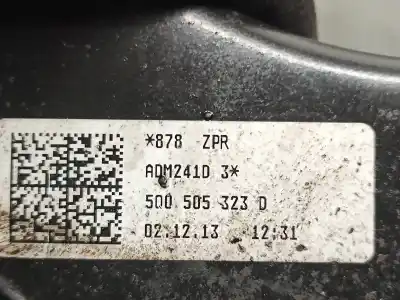 *878 ZPR
ADM241D 3*
5Q0 505 323 D
02.12.13 12:31